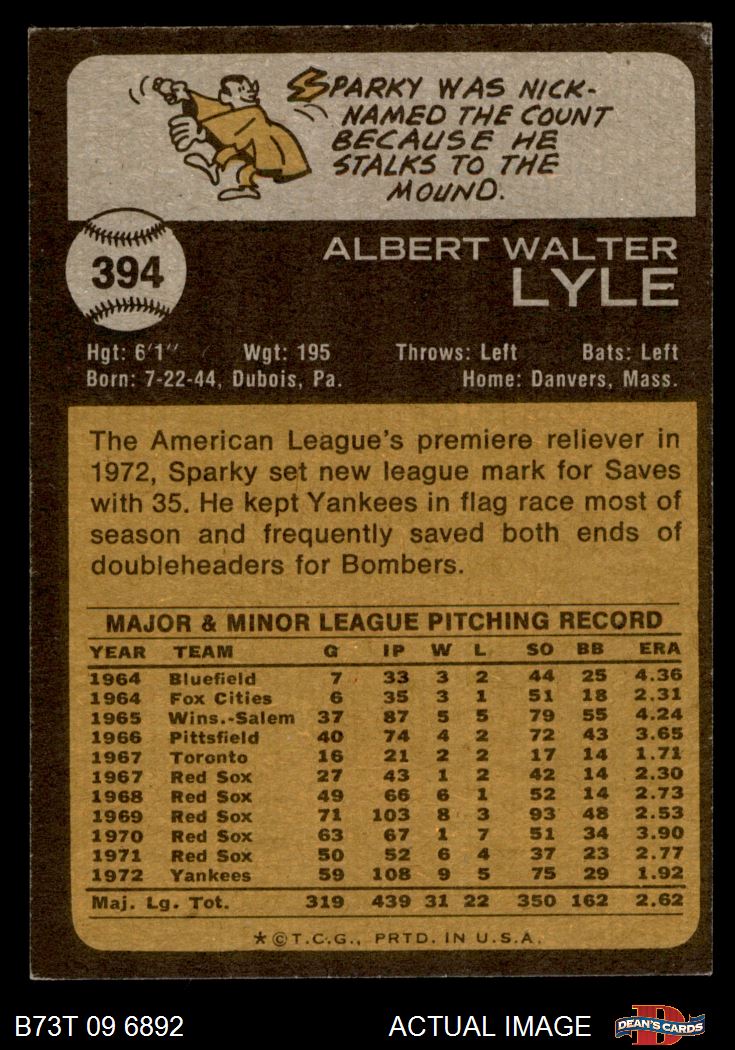 SPARKY WAS NICK-
NAMED THE COUNT
BECAUSE HE
STALKS TO THE
MOUND.
394
ALBERT WALTER
LYLE
Hgt: 6'1" Wgt: 195 Throws: Left Bats: Left
Born: 7-22-44, Dubois, Pa. Home: Danvers, Mass.
The American League's premiere reliever in
1972, Sparky set new league mark for Saves
with 35. He kept Yankees in flag race most of
season and frequently saved both ends of
doubleheaders for Bombers.
MAJOR & MINOR LEAGUE PITCHING RECORD
YEAR TEAM G IP W L SO BB ERA
1964 Bluefield 7 33 3 2 44 25 4.36
1964 Fox Cities 6 35 3 1 51 18 2.31
1965 Wins.-Salem 37 87 5 5 79 55 4.24
1966 Pittsfield 40 74 4 2 72 43 3.65
1967 Toronto 16 21 2 2 17 14 1.71
1967 Red Sox 27 43 1 2 42 14 2.30
1968 Red Sox 49 66 6 1 52 14 2.73
1969 Red Sox 71 103 8 3 93 48 2.53
1970 Red Sox 63 67 1 7 51 34 3.90
1971 Red Sox 50 52 6 4 37 23 2.77
1972 Yankees 59 108 9 5 75 29 1.92
Maj. Lg. Tot. 319 439 31 22 350 162 2.62
*©T.C.G., PRTD. IN U.S.A.
B73T 09 6892 ACTUAL IMAGE DEAN'S CARDS